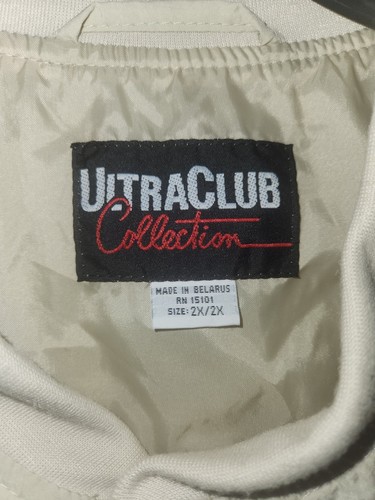 ULTRACLUB
Collection
MADE IN BELARUS
RN 15101
SIZE: 2X/2X